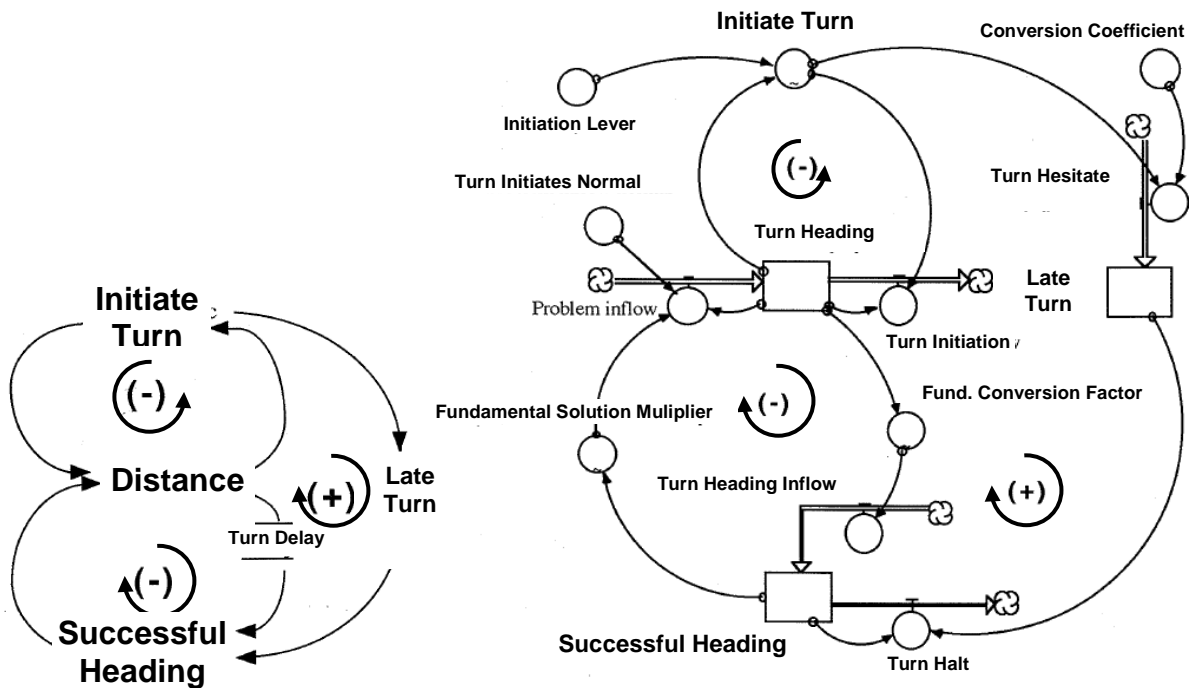 Initiate
Turn
(-)
Distance
(+)
Late
Turn
Turn Delay
(-)
Successful
Heading
Initiate Turn
Conversion Coefficient
Initiation Lever
~
(-)
Turn Initiates Normal
Turn Hesitate
Turn Heading
Problem inflow
Late
Turn
Turn Initiation
Fund. Conversion Factor
(-)
Fundamental Solution Muliplier
~
~
Turn Heading Inflow
(+)
Successful Heading
Turn Halt